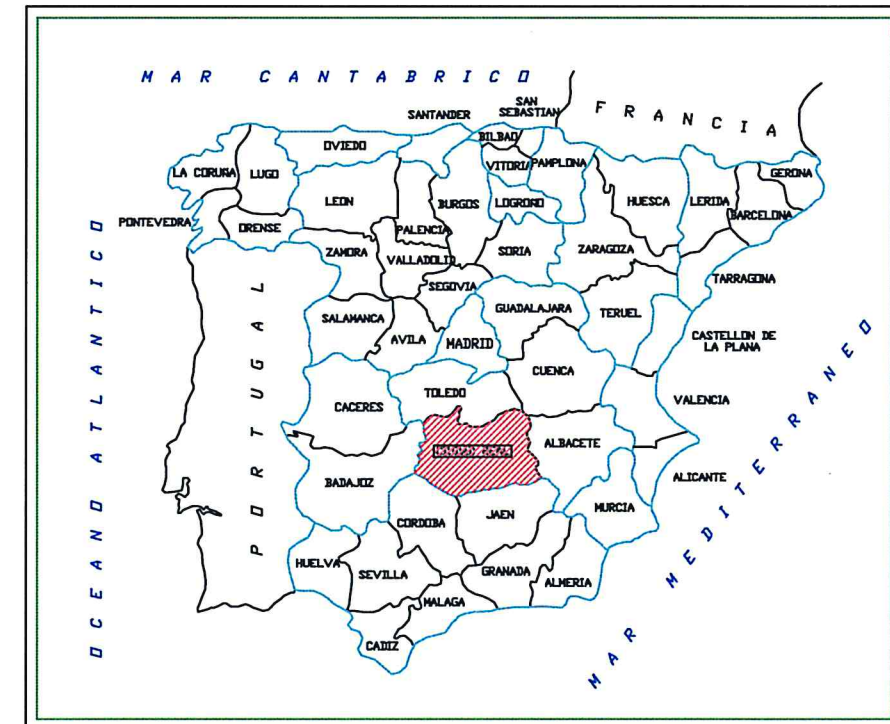 MAR CANTABRICO
SAN
SEBASTIAN
SANTANDER
FRANCIA
BILBAO
OVIEDO
VITORIA
PAMPLONA
LA CORUÑA
LUGO
GERONA
LEON
BURGOS
LOGROÑO
HUESCA
LERIDA
BARCELONA
PONTEVEDRA
ORENSE
PALENCIA
ZAMORA
VALLADOLID
SORIA
ZARAGOZA
SEGOVIA
TARRAGONA
SALAMANCA
GUADALAJARA
TERUEL
AVILA
MADRID
CASTELLON DE
LA PLANA
CUENCA
TOLEDO
CACERES
VALENCIA
ALBACETE
BADAJOZ
ALICANTE
CORDOBA
JAEN
MURCIA
HUELVA
SEVILLA
GRANADA
ALMERIA
MALAGA
CADIZ
PORTUGAL
OCEANO ATLANTICO
MAR MEDITERRANEO